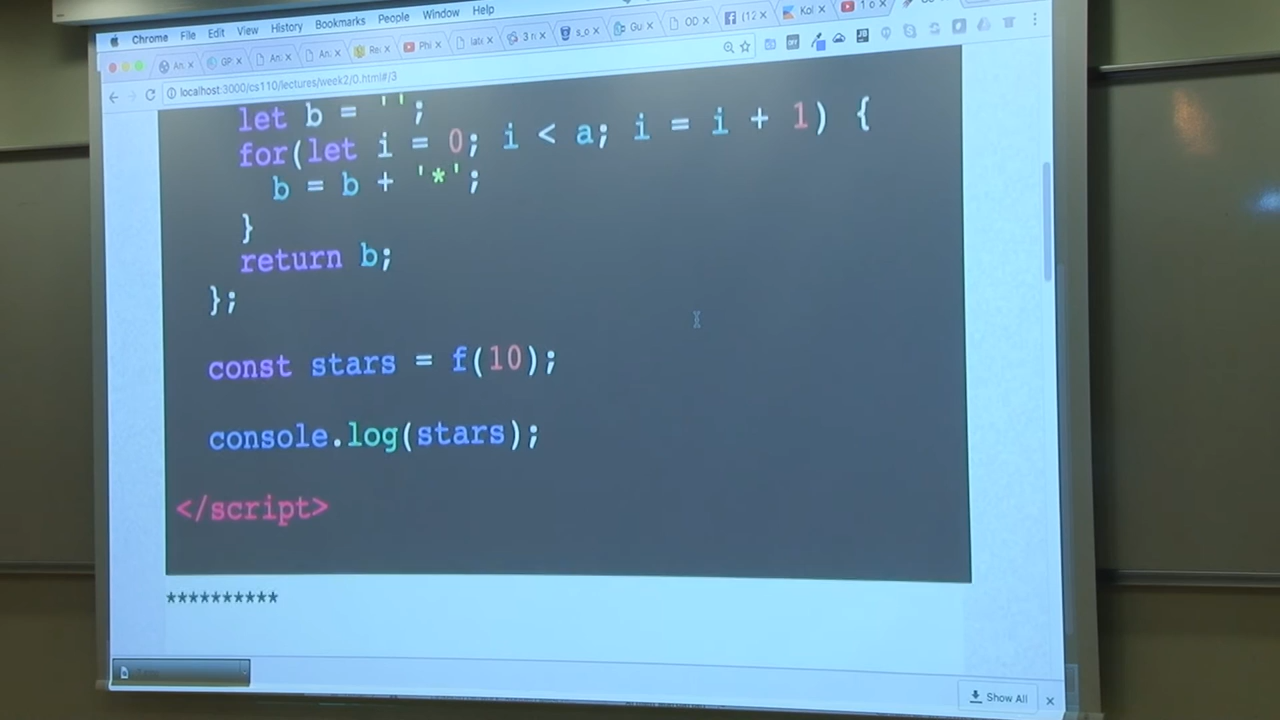 Chrome File Edit View History Bookmarks People Window Help
localhost:3000/cs110/lectures/week2/0.html#/3
let b = '';
for(let i = 0; i < a; i = i + 1) {
b = b + '*';
}
return b;
};
const stars = f(10);
console.log(stars);
</script>
**********
Show All